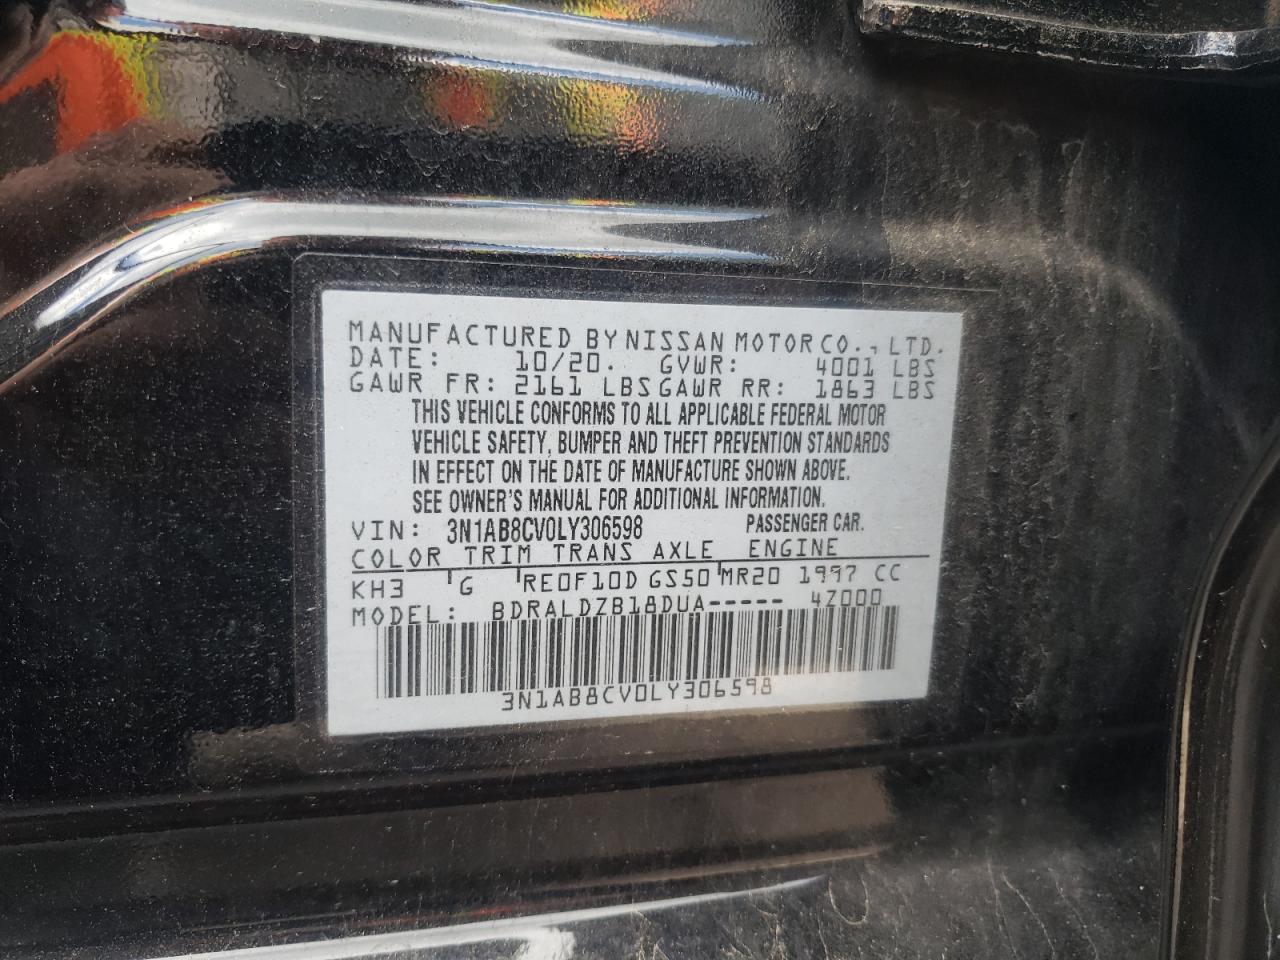 MANUFACTURED BY NISSAN MOTOR CO., LTD.
DATE: 10/20. GVWR: 4001 LBS
GAWR FR: 2161 LBS GAWR RR: 1863 LBS
THIS VEHICLE CONFORMS TO ALL APPLICABLE FEDERAL MOTOR
VEHICLE SAFETY, BUMPER AND THEFT PREVENTION STANDARDS
IN EFFECT ON THE DATE OF MANUFACTURE SHOWN ABOVE.
SEE OWNER'S MANUAL FOR ADDITIONAL INFORMATION.
VIN: 3N1AB8CV0LY306598 PASSENGER CAR.
COLOR TRIM TRANS AXLE ENGINE
KH3 G RE0F10D GS50 MR20 1997 CC
MODEL: BDRALDZB18DUA----- 4Z000
3N1AB8CV0LY306598